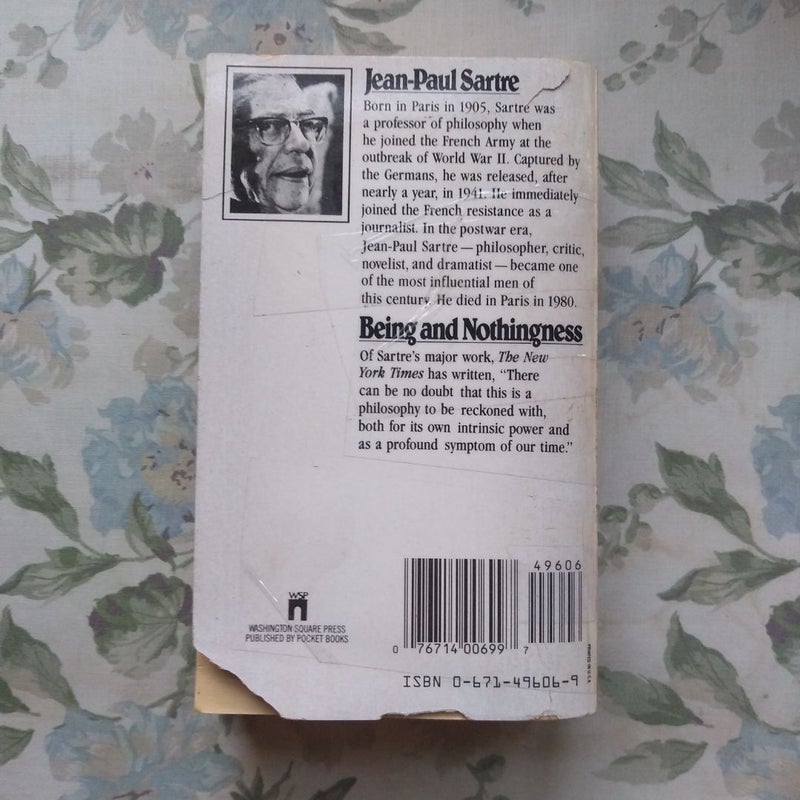 Jean-Paul Sartre
Born in Paris in 1905, Sartre was
a professor of philosophy when
he joined the French Army at the
outbreak of World War II. Captured by
the Germans, he was released, after
nearly a year, in 1941. He immediately
joined the French resistance as a
journalist. In the postwar era,
Jean-Paul Sartre — philosopher, critic,
novelist, and dramatist — became one
of the most influential men of
this century. He died in Paris in 1980.
Being and Nothingness
Of Sartre's major work, The New
York Times has written, “There
can be no doubt that this is a
philosophy to be reckoned with,
both for its own intrinsic power and
as a profound symptom of our time.”
49606
WSP
WASHINGTON SQUARE PRESS
PUBLISHED BY POCKET BOOKS
0 76714 00699 7
ISBN 0-671-49606-9
PRINTED IN U.S.A.